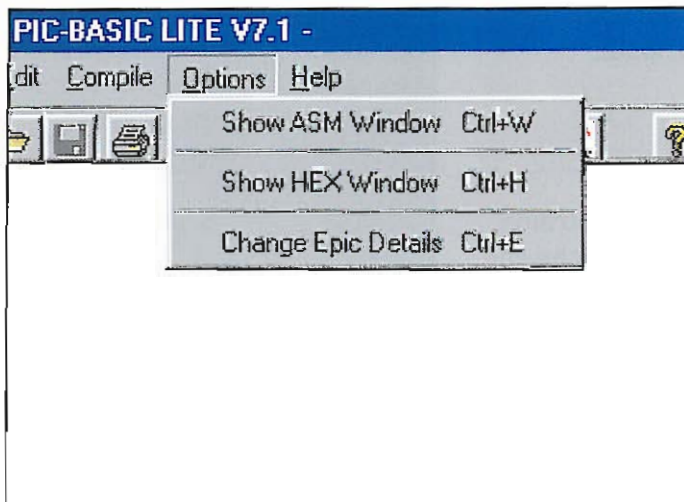 PIC-BASIC LITE V7.1 -
dit Compile Options Help
Show ASM Window Ctrl+W
Show HEX Window Ctrl+H
Change Epic Details Ctrl+E